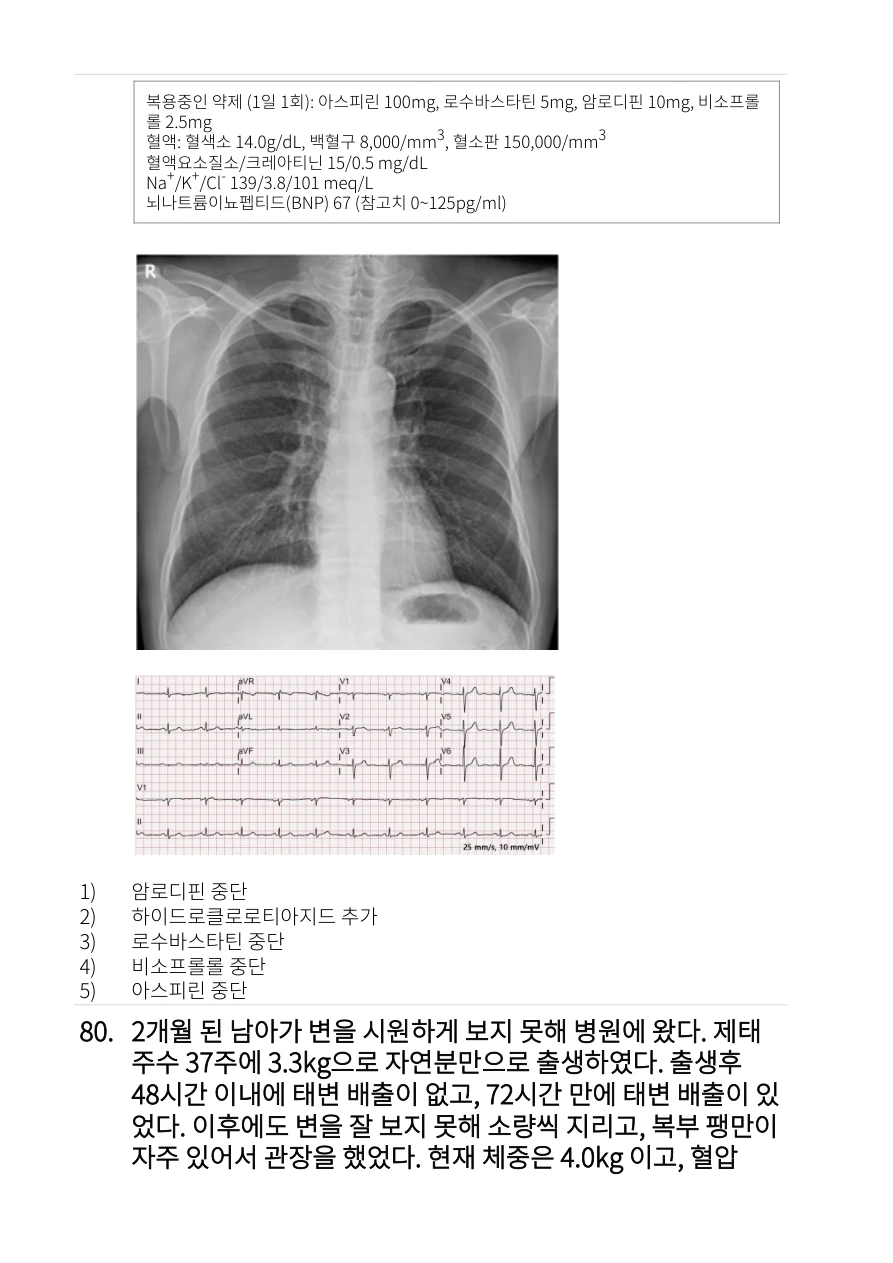 복용중인 약제 (1일 1회): 아스피린 100mg, 로수바스타틴 5mg, 암로디핀 10mg, 비소프롤
롤 2.5mg
혈액: 혈색소 14.0g/dL, 백혈구 8,000/mm³, 혈소판 150,000/mm³
혈액요소질소/크레아티닌 15/0.5 mg/dL
Na⁺/K⁺/Cl⁻ 139/3.8/101 meq/L
뇌나트륨이뇨펩티드(BNP) 67 (참고치 0~125pg/ml)
R
I aVR V1 V4
II aVL V2 V5
III aVF V3 V6
V1
II
25 mm/s, 10 mm/mV
1) 암로디핀 중단
2) 하이드로클로로티아지드 추가
3) 로수바스타틴 중단
4) 비소프롤롤 중단
5) 아스피린 중단
80. 2개월 된 남아가 변을 시원하게 보지 못해 병원에 왔다. 제태
주수 37주에 3.3kg으로 자연분만으로 출생하였다. 출생후
48시간 이내에 태변 배출이 없고, 72시간 만에 태변 배출이 있
었다. 이후에도 변을 잘 보지 못해 소량씩 지리고, 복부 팽만이
자주 있어서 관장을 했었다. 현재 체중은 4.0kg 이고, 혈압